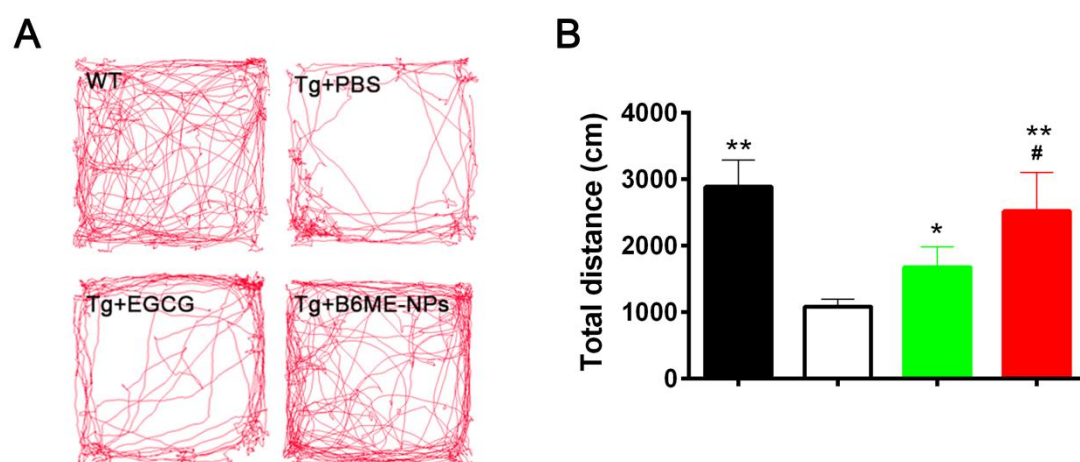 A
WT
Tg+PBS
Tg+EGCG
Tg+B6ME-NPs
B
Total distance (cm)
4000
3000
2000
1000
0
**
*
**
#